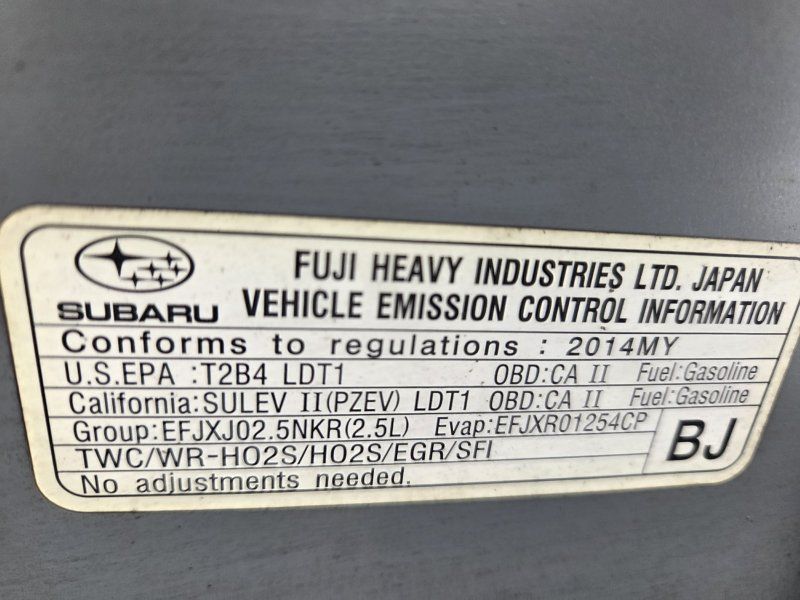 SUBARU
FUJI HEAVY INDUSTRIES LTD. JAPAN
VEHICLE EMISSION CONTROL INFORMATION
Conforms to regulations : 2014MY
U.S.EPA :T2B4 LDT1 OBD:CA II Fuel:Gasoline
California:SULEV II(PZEV) LDT1 OBD:CA II Fuel:Gasoline
Group:EFJXJ02.5NKR(2.5L) Evap:EFJXR01254CP
TWC/WR-HO2S/HO2S/EGR/SFI
No adjustments needed.
BJ